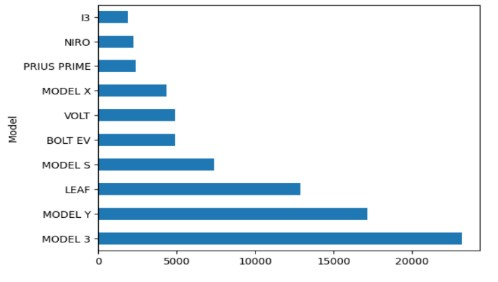 I3
NIRO
PRIUS PRIME
MODEL X
VOLT
BOLT EV
MODEL S
LEAF
MODEL Y
MODEL 3
Model
0 5000 10000 15000 20000